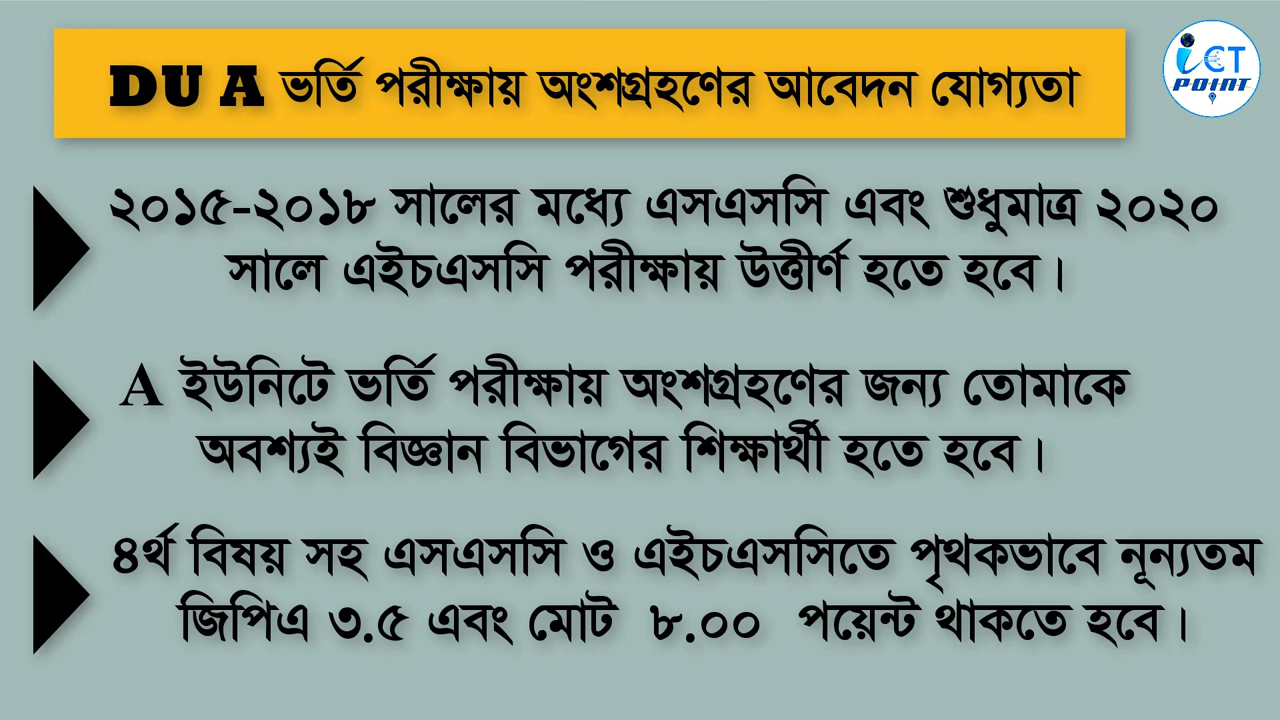 DU A ভর্তি পরীক্ষায় অংশগ্রহণের আবেদন যোগ্যতা
iCT
POINT
২০১৫-২০১৮ সালের মধ্যে এসএসসি এবং শুধুমাত্র ২০২০
সালে এইচএসসি পরীক্ষায় উত্তীর্ণ হতে হবে।
A ইউনিটে ভর্তি পরীক্ষায় অংশগ্রহণের জন্য তোমাকে
অবশ্যই বিজ্ঞান বিভাগের শিক্ষার্থী হতে হবে।
৪র্থ বিষয় সহ এসএসসি ও এইচএসসিতে পৃথকভাবে নূন্যতম
জিপিএ ৩.৫ এবং মোট ৮.০০ পয়েন্ট থাকতে হবে।